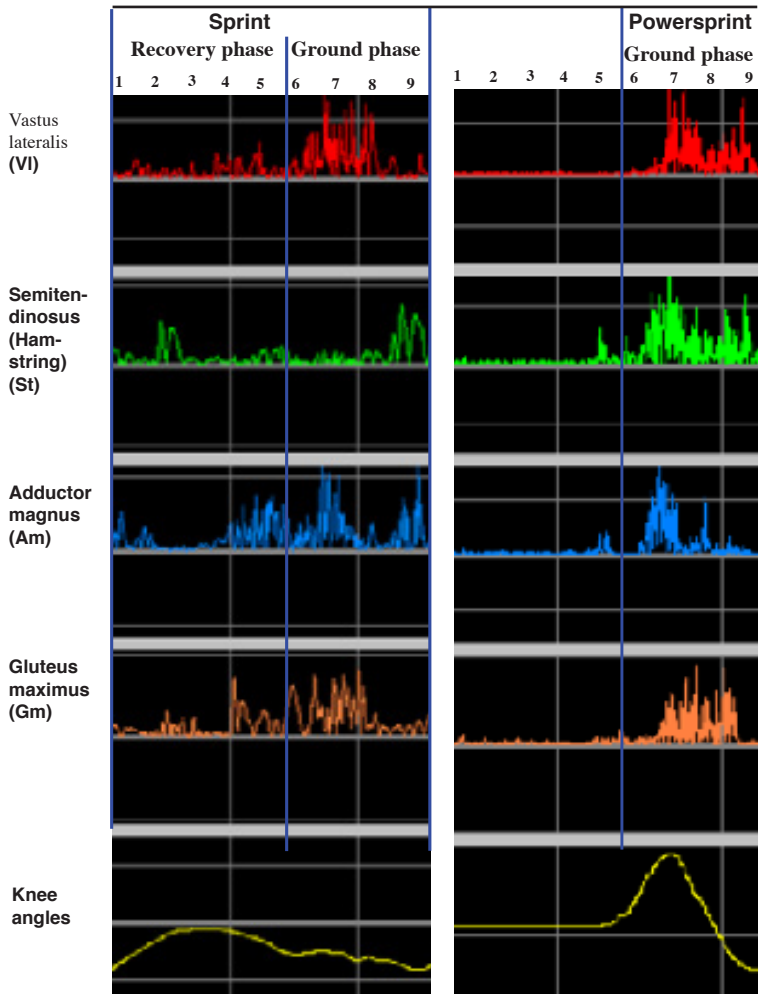 Sprint
Powersprint
Recovery phase
Ground phase
Ground phase
1 2 3 4 5 6 7 8 9
1 2 3 4 5 6 7 8 9
Vastus
lateralis
(Vl)
Semiten-
dinosus
(Ham-
string)
(St)
Adductor
magnus
(Am)
Gluteus
maximus
(Gm)
Knee
angles